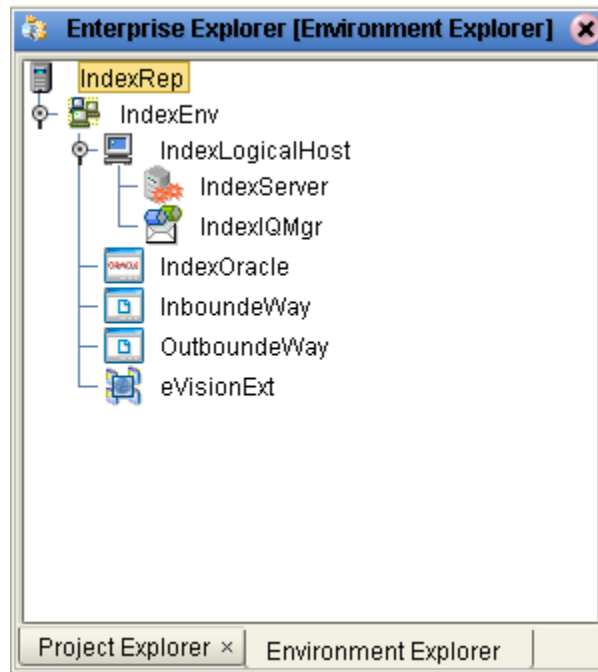 Enterprise Explorer [Environment Explorer]
IndexRep
IndexEnv
IndexLogicalHost
IndexServer
IndexIQMgr
ORACLE
IndexOracle
InboundeWay
OutboundeWay
eVisionExt
Project Explorer ×
Environment Explorer